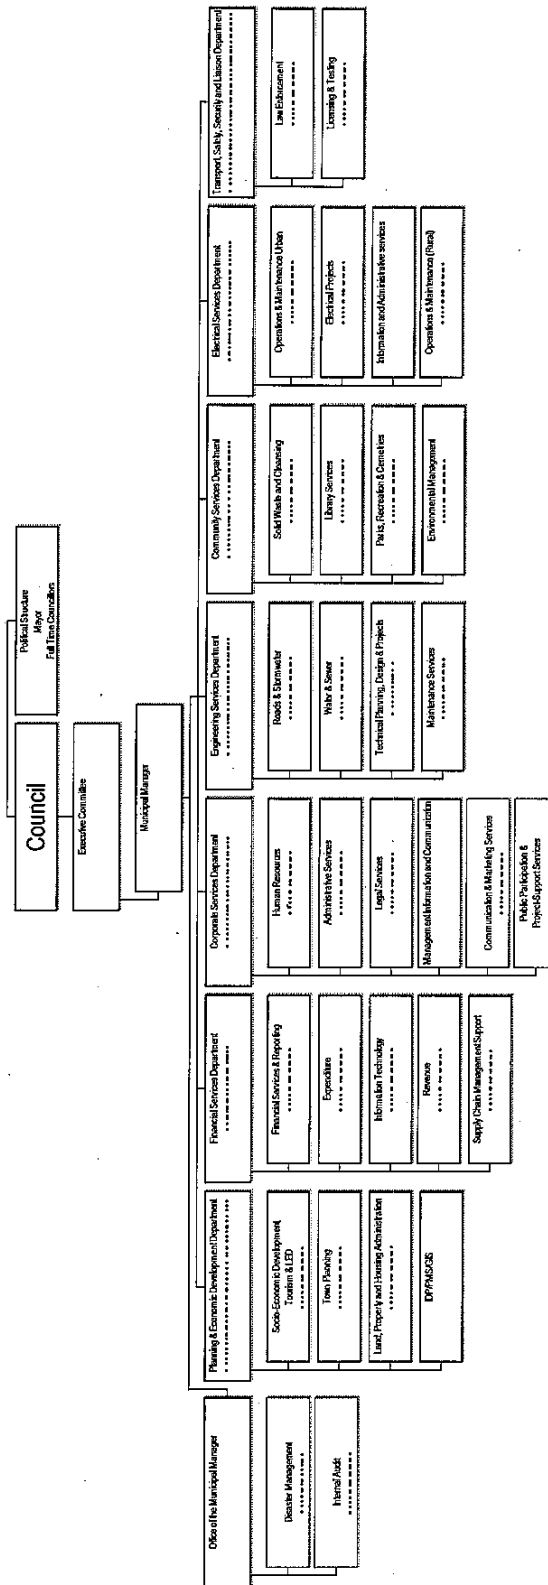 Council
Political Structure
Mayor
Full Time Councillors
Executive Committee
Municipal Manager
Office of the Municipal Manager
Disaster Management
Internal Audit
Planning & Economic Development Department
Socio-Economic Development,
Tourism & LED
Town Planning
Land, Property and Housing Administration
IDP/PMS/GIS
Financial Services Department
Financial Services & Reporting
Expenditure
Information Technology
Revenue
Supply Chain Management Support
Corporate Services Department
Human Resources
Administrative Services
Legal Services
Management Information and Communication
Communication & Marketing Services
Public Participation &
Project-Support Services
Engineering Services Department
Roads & Stormwater
Water & Sewer
Technical Planning, Design & Projects
Maintenance Services
Community Services Department
Solid Waste and Cleansing
Library Services
Parks, Recreation & Cemetries
Environmental Management
Electrical Services Department
Operations & Maintenance Urban
Electrical Projects
Information and Administrative services
Operations & Maintenance (Rural)
Transport, Safety, Security and Liaison Department
Law Enforcement
Licensing & Testing